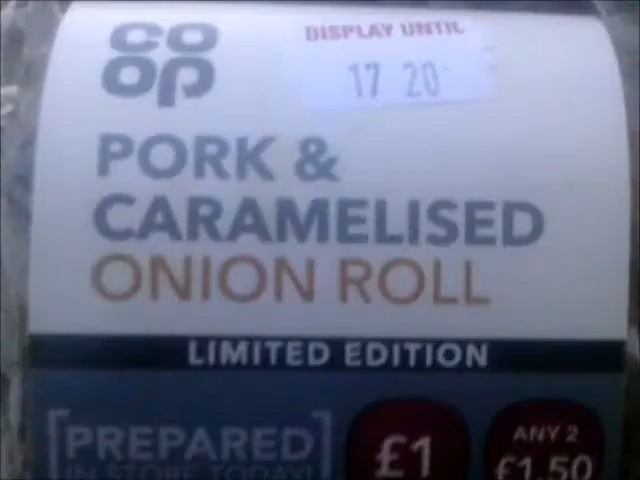 CO
OP
DISPLAY UNTIL
17 20
PORK &
CARAMELISED
ONION ROLL
LIMITED EDITION
[PREPARED
IN STORE TODAY!]
£1
ANY 2
£1.50